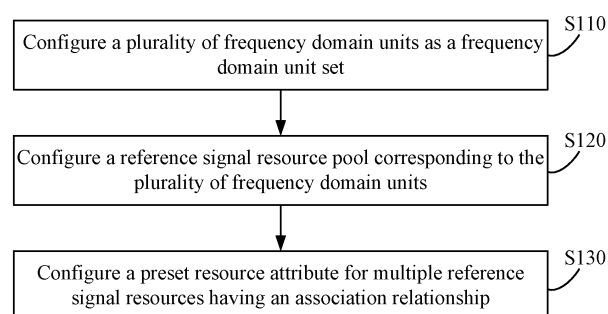 S110
Configure a plurality of frequency domain units as a frequency
domain unit set
S120
Configure a reference signal resource pool corresponding to the
plurality of frequency domain units
S130
Configure a preset resource attribute for multiple reference
signal resources having an association relationship